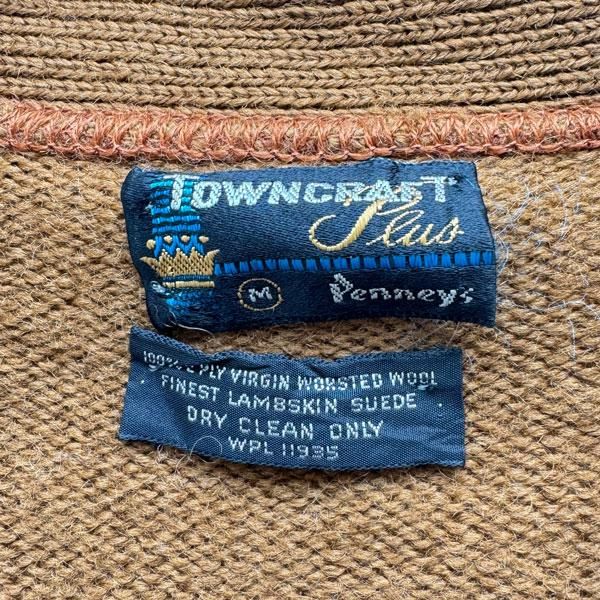 TOWNCRAFT
Plus
M Penney's
100% 2 PLY VIRGIN WORSTED WOOL
FINEST LAMBSKIN SUEDE
DRY CLEAN ONLY
WPL 11935